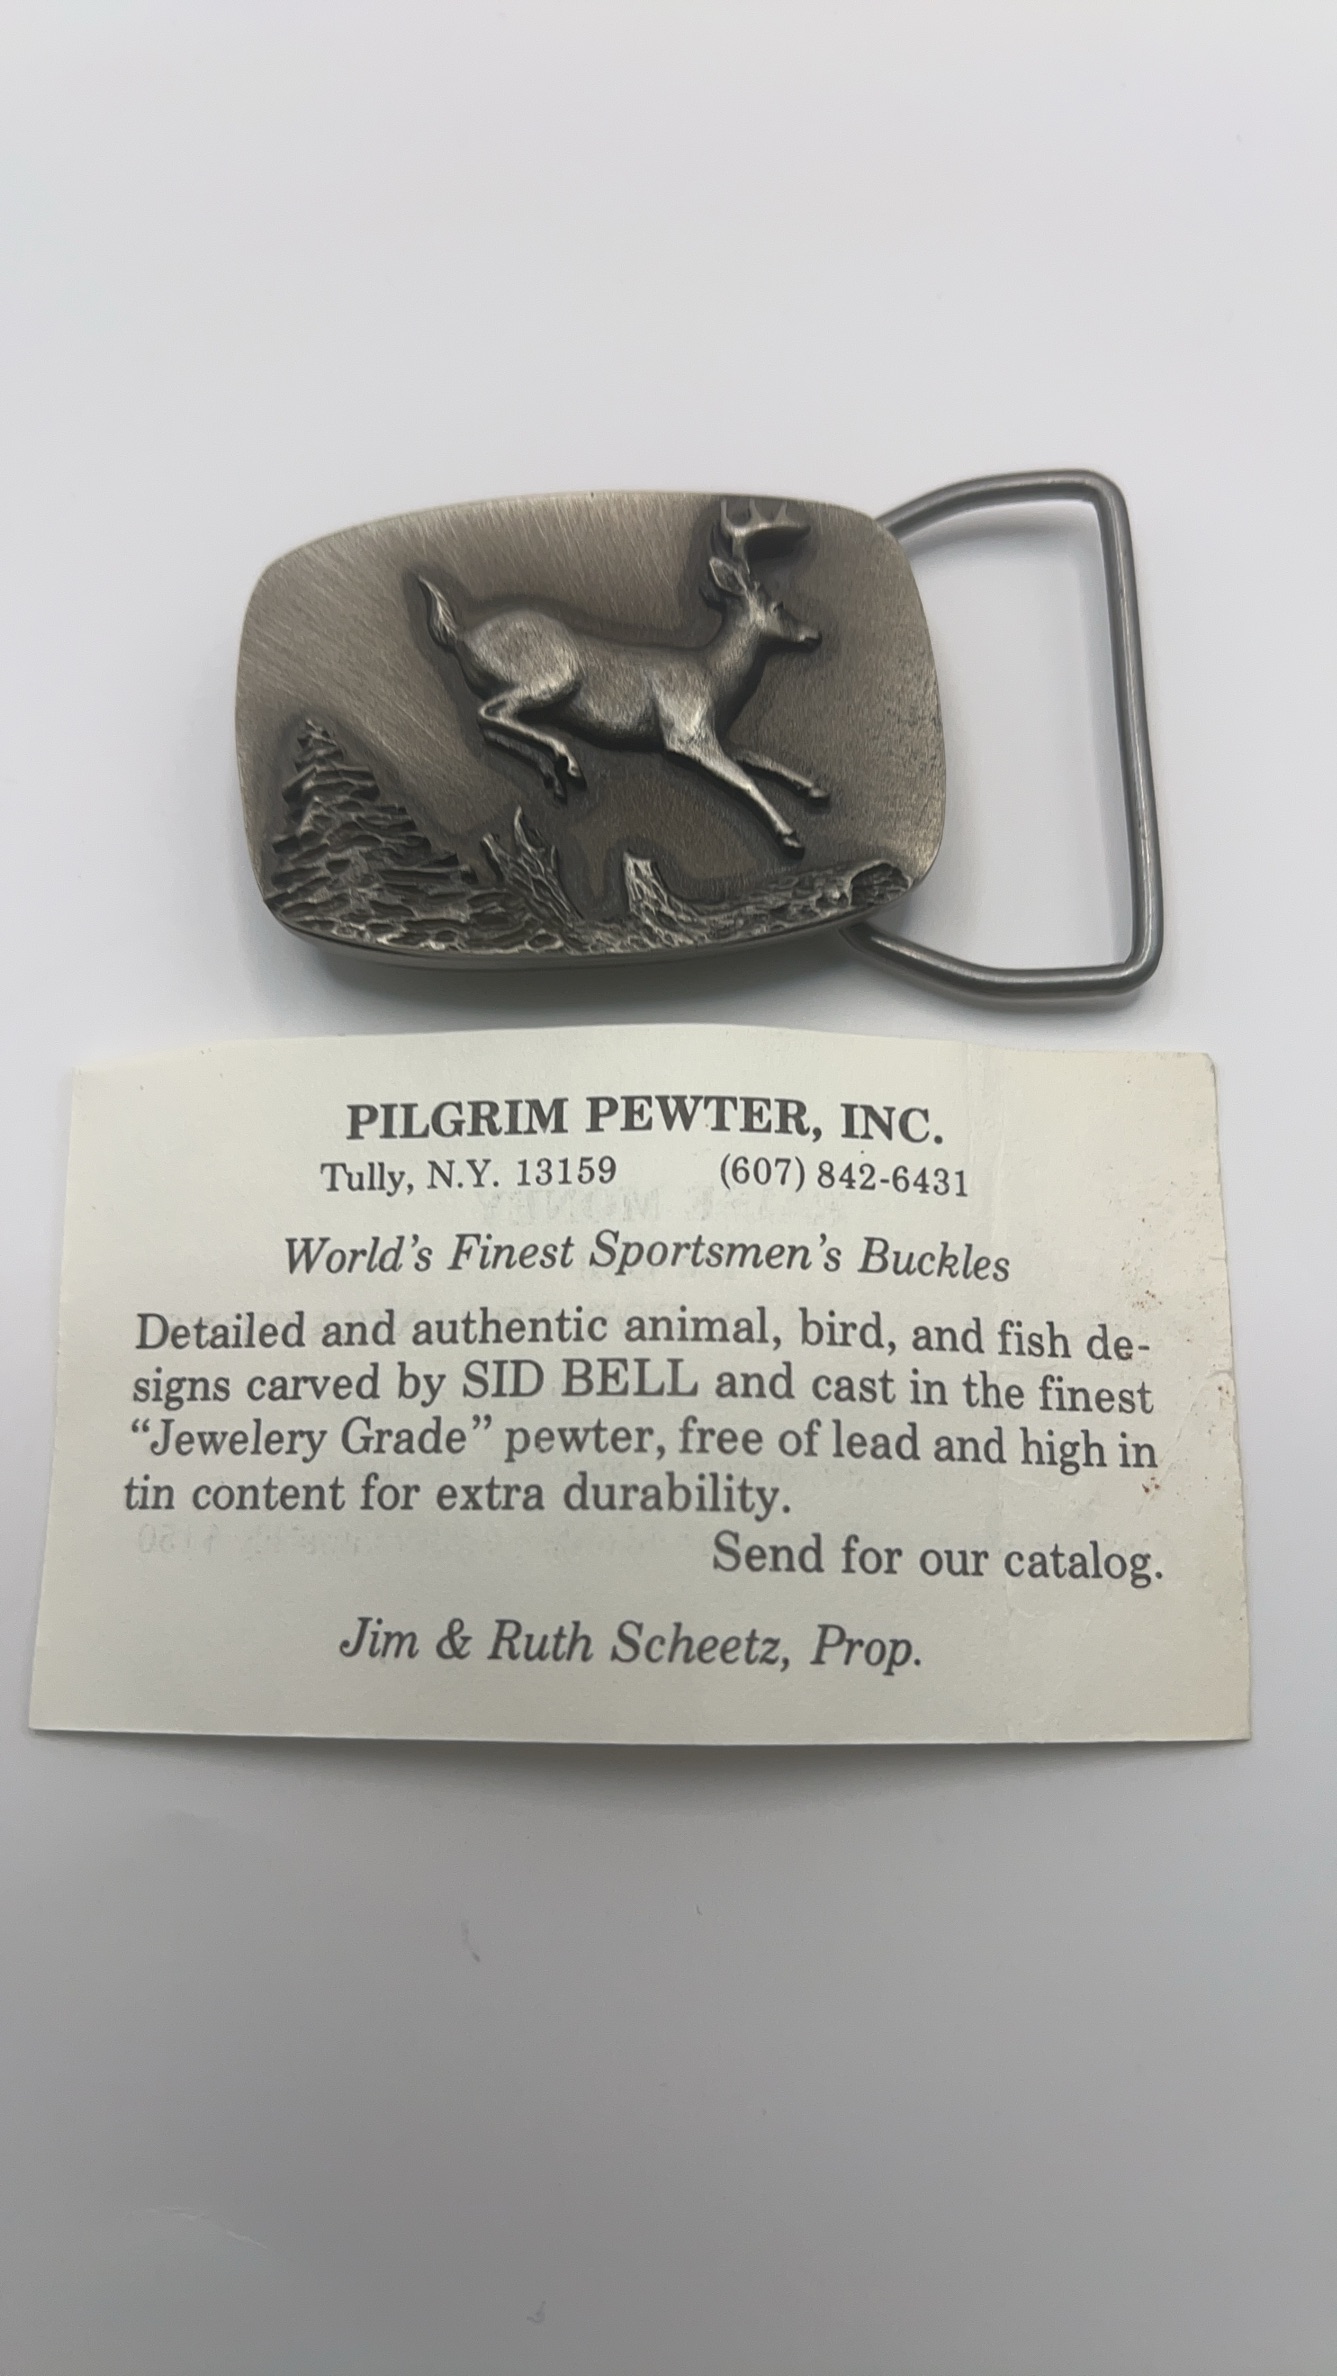 PILGRIM PEWTER, INC.
Tully, N.Y. 13159 (607) 842-6431
World's Finest Sportsmen's Buckles
Detailed and authentic animal, bird, and fish de-
signs carved by SID BELL and cast in the finest
"Jewelery Grade" pewter, free of lead and high in
tin content for extra durability.
Send for our catalog.
Jim & Ruth Scheetz, Prop.